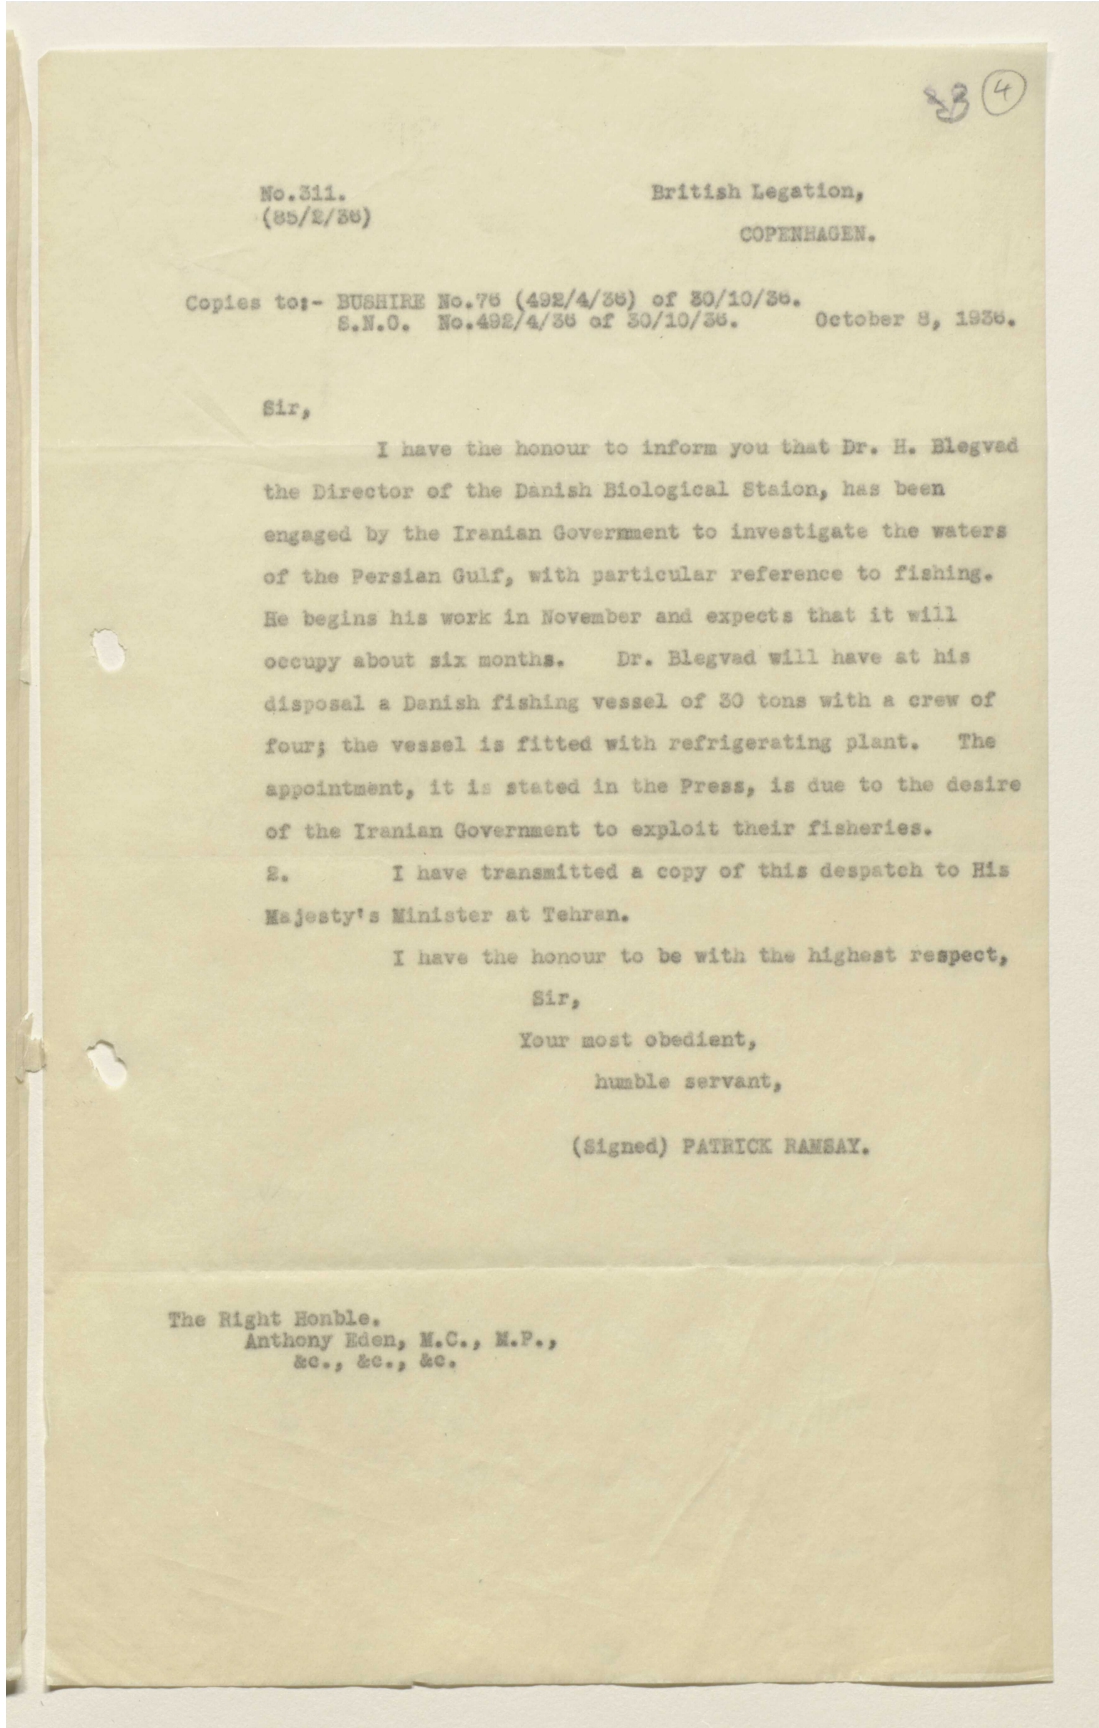 4
No.311.
(85/2/36)
British Legation,
COPENHAGEN.
Copies to:- BUSHIRE No.76 (492/4/36) of 30/10/36.
S.N.O. No.492/4/36 of 30/10/36. October 8, 1936.
Sir,
I have the honour to inform you that Dr. H. Blegvad
the Director of the Danish Biological Staion, has been
engaged by the Iranian Government to investigate the waters
of the Persian Gulf, with particular reference to fishing.
He begins his work in November and expects that it will
occupy about six months. Dr. Blegvad will have at his
disposal a Danish fishing vessel of 30 tons with a crew of
four; the vessel is fitted with refrigerating plant. The
appointment, it is stated in the Press, is due to the desire
of the Iranian Government to exploit their fisheries.
2. I have transmitted a copy of this despatch to His
Majesty's Minister at Tehran.
I have the honour to be with the highest respect,
Sir,
Your most obedient,
humble servant,
(Signed) PATRICK RAMSAY.
The Right Honble.
Anthony Eden, M.C., M.P.,
&c., &c., &c.